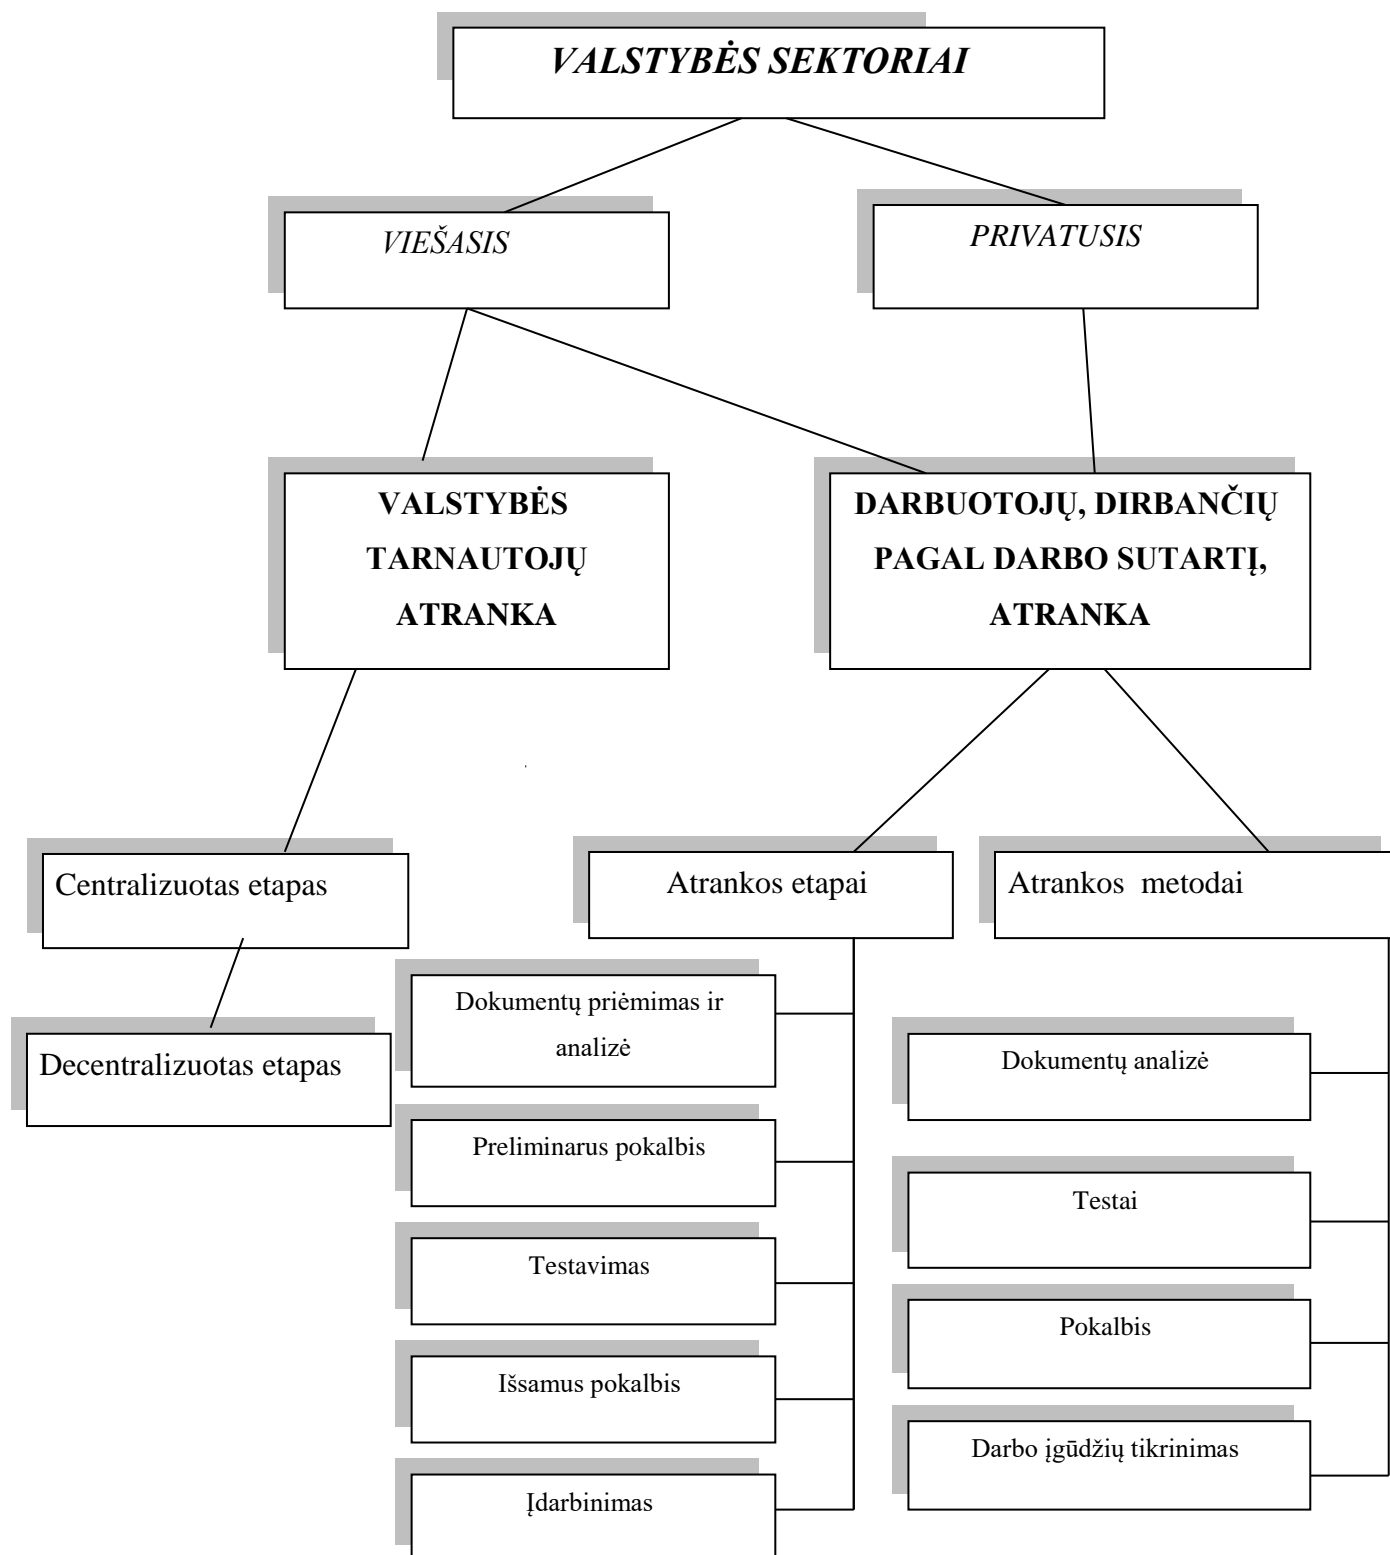 VALSTYBĖS SEKTORIAI
VIEŠASIS
PRIVATUSIS
VALSTYBĖS
TARNAUTOJŲ
ATRANKA
DARBUOTOJŲ, DIRBANČIŲ
PAGAL DARBO SUTARTĮ,
ATRANKA
Centralizuotas etapas
Decentralizuotas etapas
Atrankos etapai
Dokumentų priėmimas ir
analizė
Preliminarus pokalbis
Testavimas
Išsamus pokalbis
Įdarbinimas
Atrankos metodai
Dokumentų analizė
Testai
Pokalbis
Darbo įgūdžių tikrinimas